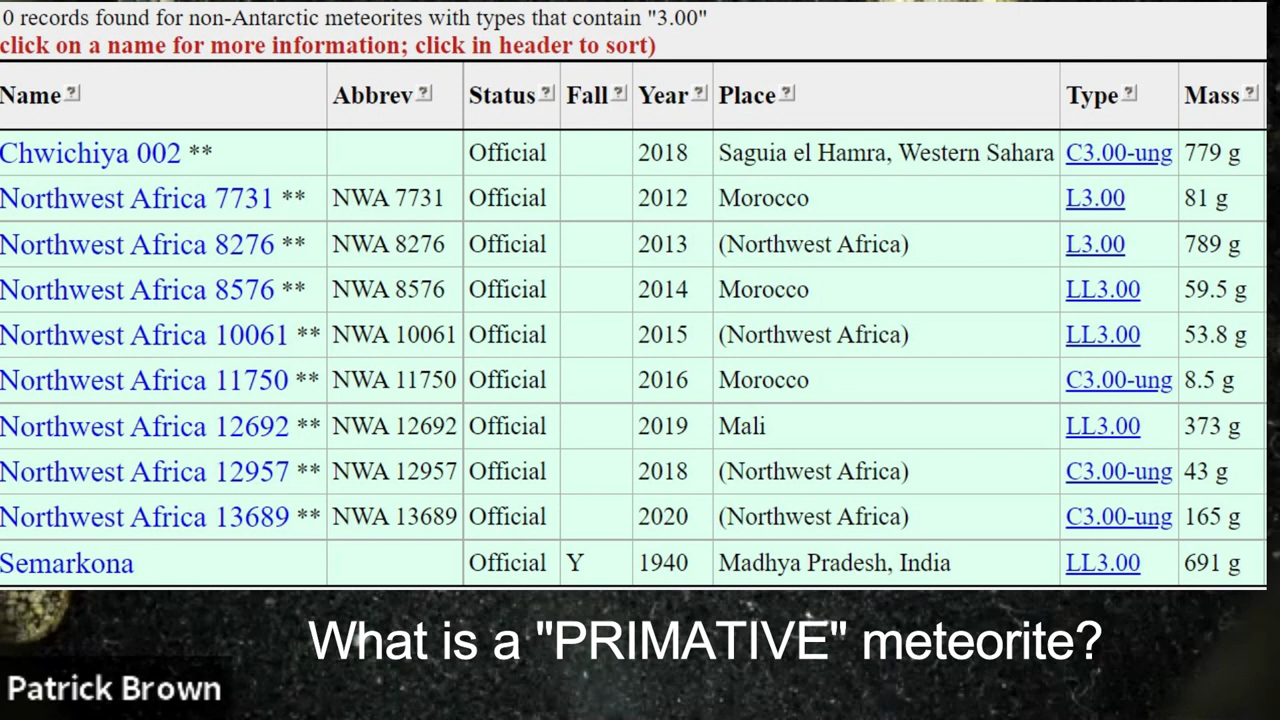 0 records found for non-Antarctic meteorites with types that contain "3.00"
click on a name for more information; click in header to sort)
Name ? Abbrev ? Status ? Fall ? Year ? Place ? Type ? Mass ?
Chwichiya 002 ** Official 2018 Saguia el Hamra, Western Sahara C3.00-ung 779 g
Northwest Africa 7731 ** NWA 7731 Official 2012 Morocco L3.00 81 g
Northwest Africa 8276 ** NWA 8276 Official 2013 (Northwest Africa) L3.00 789 g
Northwest Africa 8576 ** NWA 8576 Official 2014 Morocco LL3.00 59.5 g
Northwest Africa 10061 ** NWA 10061 Official 2015 (Northwest Africa) LL3.00 53.8 g
Northwest Africa 11750 ** NWA 11750 Official 2016 Morocco C3.00-ung 8.5 g
Northwest Africa 12692 ** NWA 12692 Official 2019 Mali LL3.00 373 g
Northwest Africa 12957 ** NWA 12957 Official 2018 (Northwest Africa) C3.00-ung 43 g
Northwest Africa 13689 ** NWA 13689 Official 2020 (Northwest Africa) C3.00-ung 165 g
Semarkona Official Y 1940 Madhya Pradesh, India LL3.00 691 g
What is a "PRIMATIVE" meteorite?
Patrick Brown